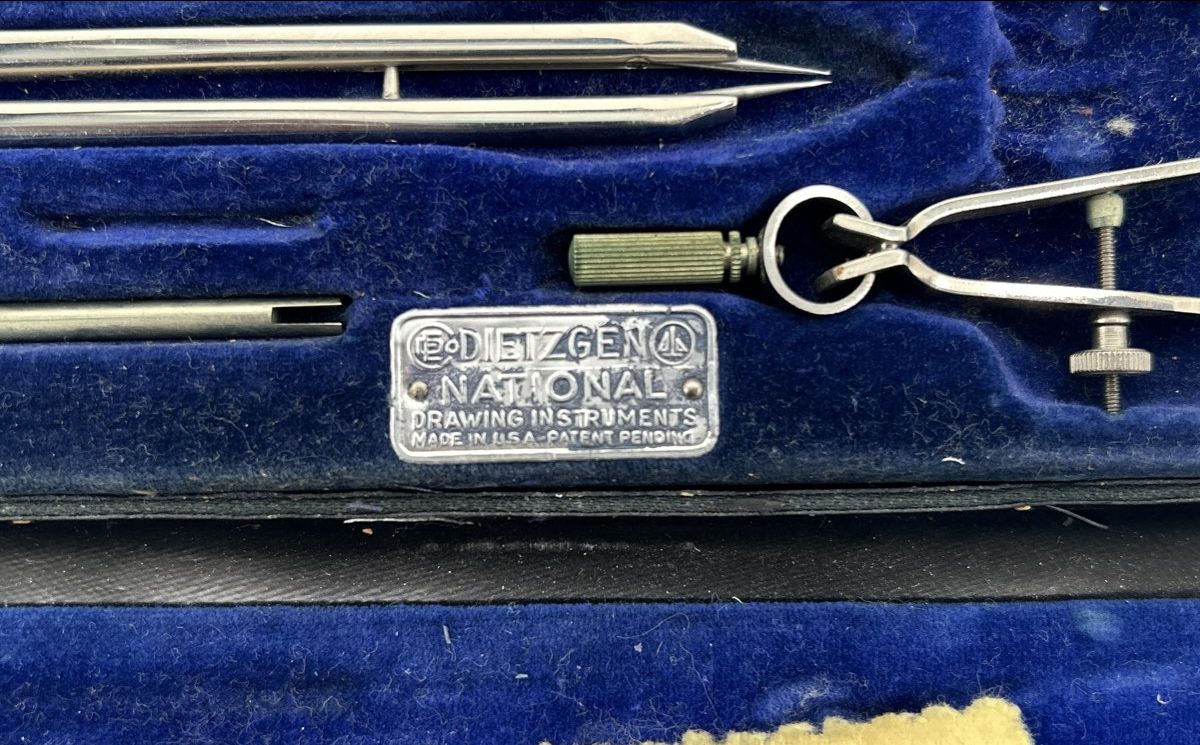 DIETZGEN
NATIONAL
DRAWING INSTRUMENTS
MADE IN U.S.A-PATENT PENDING